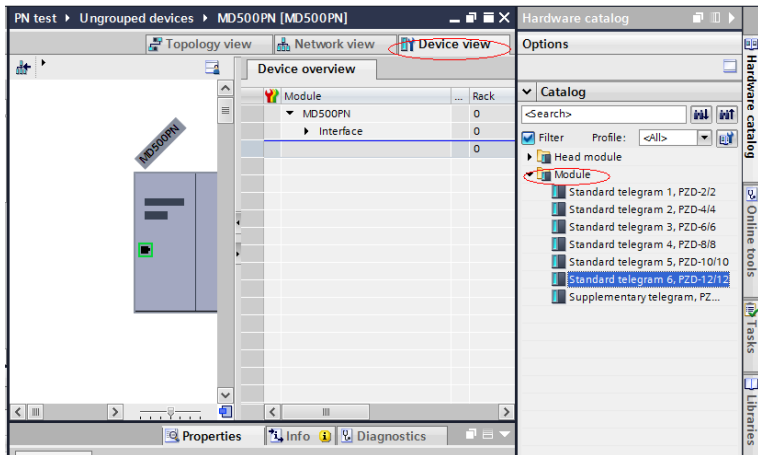 PN test ▸ Ungrouped devices ▸ MD500PN [MD500PN]
Hardware catalog
Topology view
Network view
Device view
Options
Device overview
Module
...
Rack
MD500PN
0
Interface
0
0
MD500PN
Catalog
<Search>
Filter
Profile:
<All>
Head module
Module
Standard telegram 1, PZD-2/2
Standard telegram 2, PZD-4/4
Standard telegram 3, PZD-6/6
Standard telegram 4, PZD-8/8
Standard telegram 5, PZD-10/10
Standard telegram 6, PZD-12/12
Supplementary telegram, PZ...
Hardware catalog
Online tools
Tasks
Libraries
Properties
Info
Diagnostics